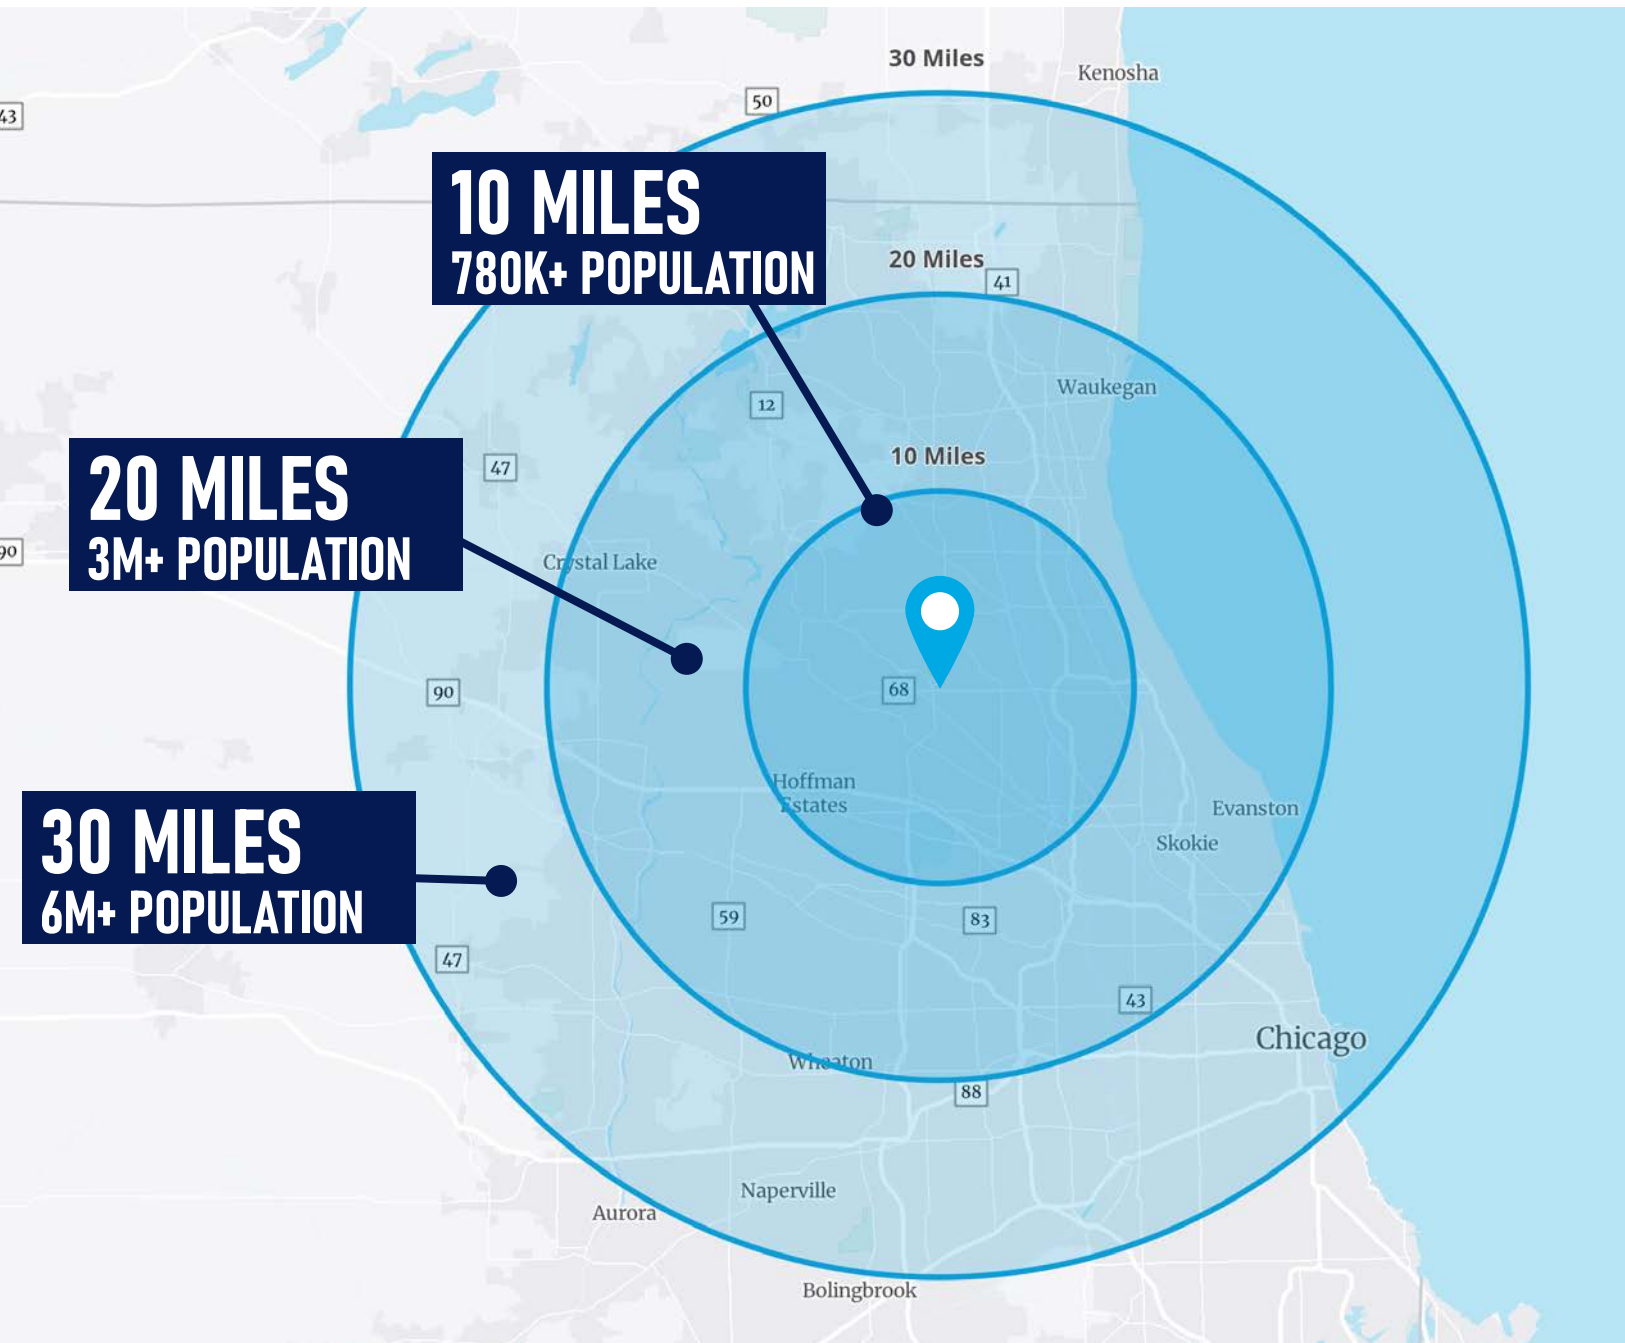 30 Miles
Kenosha
50
43
10 MILES
780K+ POPULATION
20 Miles
41
Waukegan
12
20 MILES
3M+ POPULATION
47
10 Miles
90
Crystal Lake
90
68
Hoffman
Estates
30 MILES
6M+ POPULATION
Evanston
Skokie
59
83
47
43
Chicago
Wheaton
88
Naperville
Aurora
Bolingbrook